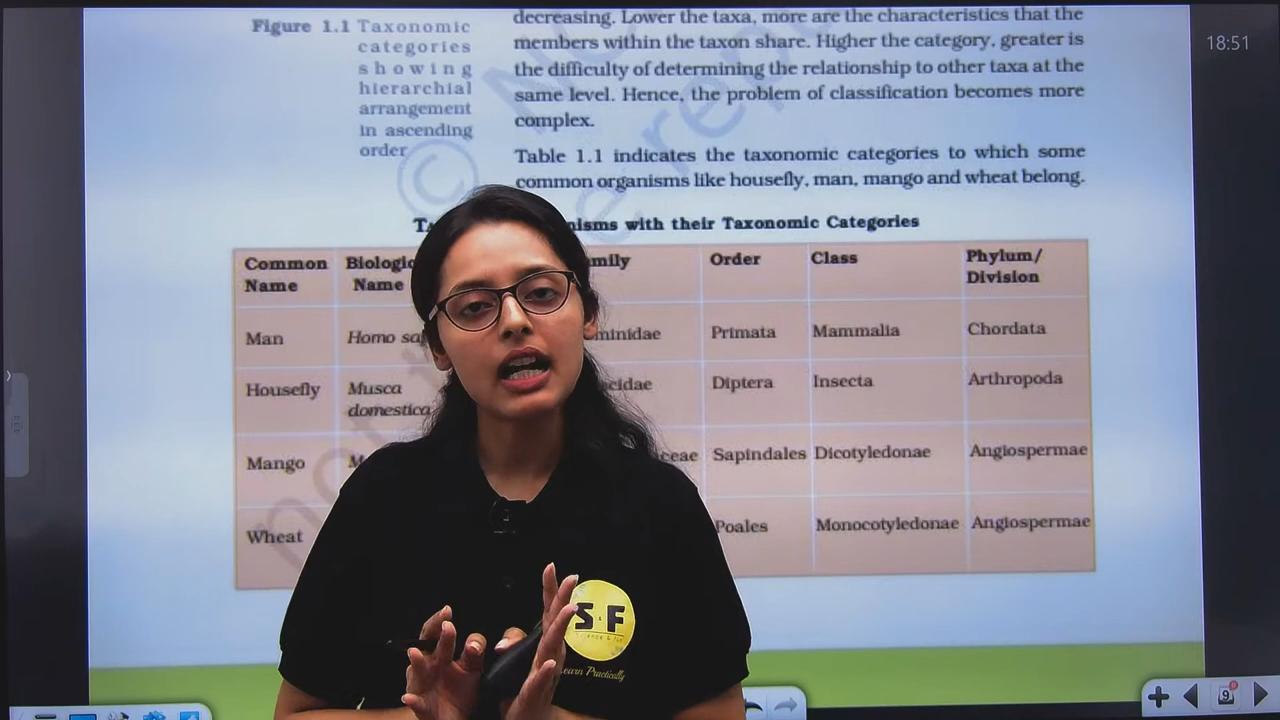 decreasing. Lower the taxa, more are the characteristics that the
Figure 1.1 Taxonomic
members within the taxon share. Higher the category, greater is
18:51
categories
showing
the difficulty of determining the relationship to other taxa at the
hierarchial
same level. Hence, the problem of classification becomes more
arrangement
in ascending
complex.
order
Table 1.1 indicates the taxonomic categories to which some
common organisms like housefly, man, mango and wheat belong.
with their Taxonomic Categories
Common
Name
Name
Order
Class
Phylum/
Division
Man
Homo
Primata
Mammalia
Chordata
Housefly
Musca
domestica
Diptera
Insecta
Arthropoda
Mango
Sapindales
Dicotyledonae
Angiospermae
Wheat
Poales
Monocotyledonae
Angiospermae
S&F
Learn Practically
9